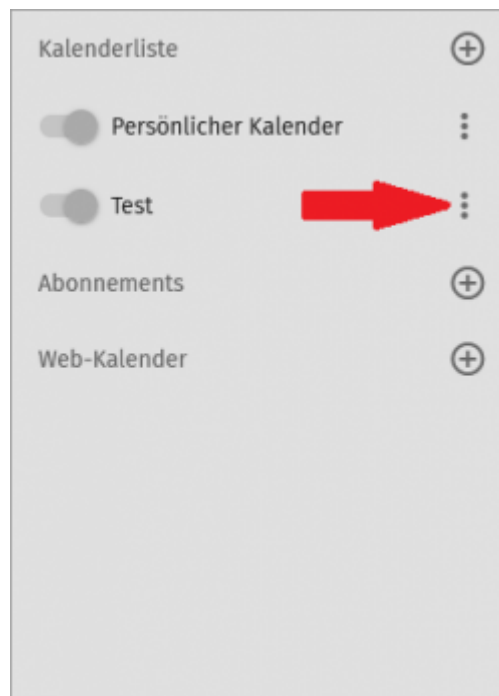 Kalenderliste
Persönlicher Kalender
Test
Abonnements
Web-Kalender